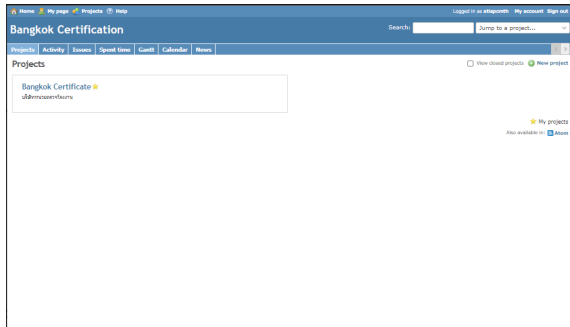 Home My page Projects Help
Logged in as atisponth My account Sign out
Bangkok Certification
Search:
Jump to a project...
Projects Activity Issues Spent time Gantt Calendar News
Projects
View closed projects New project
Bangkok Certificate
My projects
Also available in: Atom